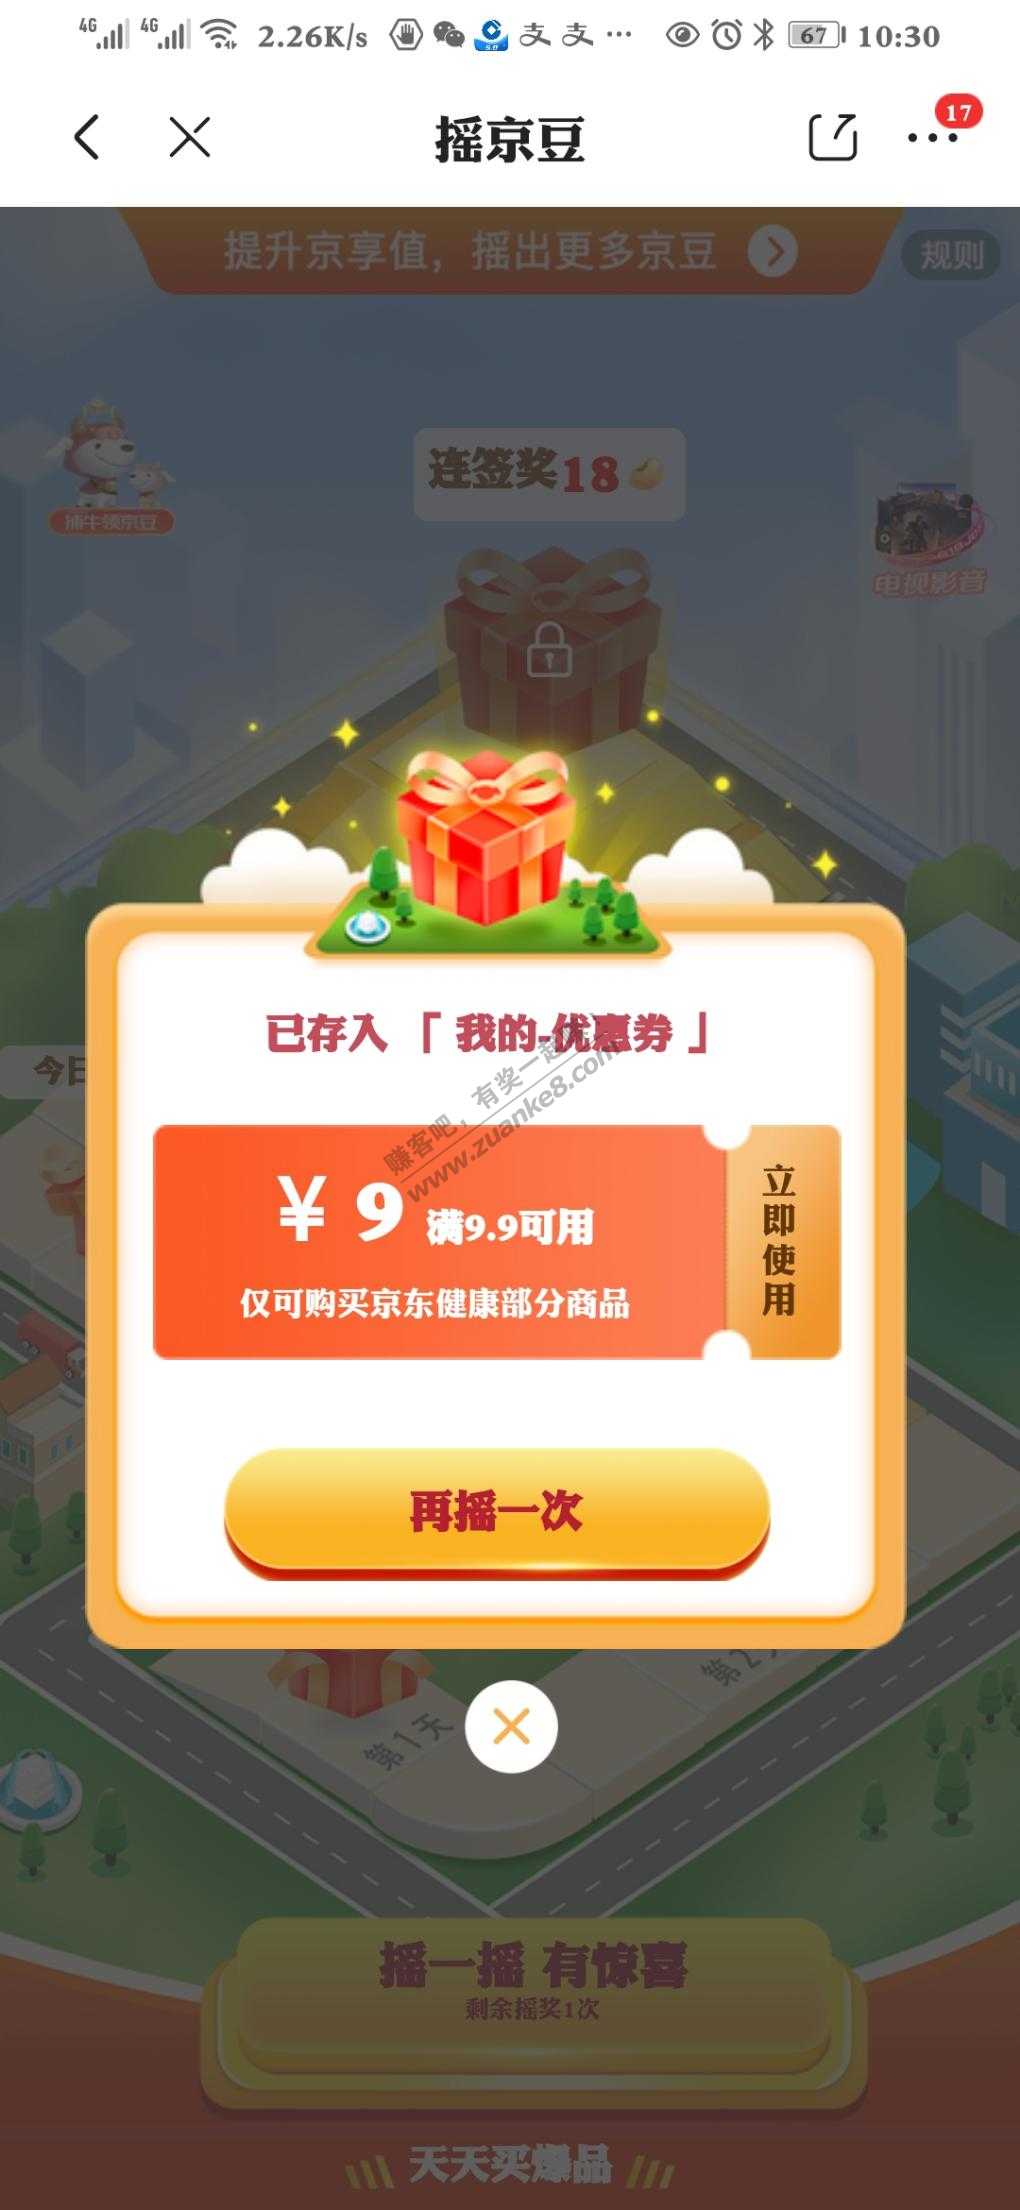 4G 4G 2.26K/s 支 支 ... 67 10:30
17
摇京豆
提升京享值，摇出更多京豆
规则
连签奖18
捕牛领京豆
电视影音
已存入「我的-优惠券」
今日
赚客吧，有奖一起赚！
www.zuanke8.com
¥ 9 满9.9可用
仅可购买京东健康部分商品
立即使用
再摇一次
第2天
第1天
摇一摇 有惊喜
剩余摇奖1次
天天买爆品